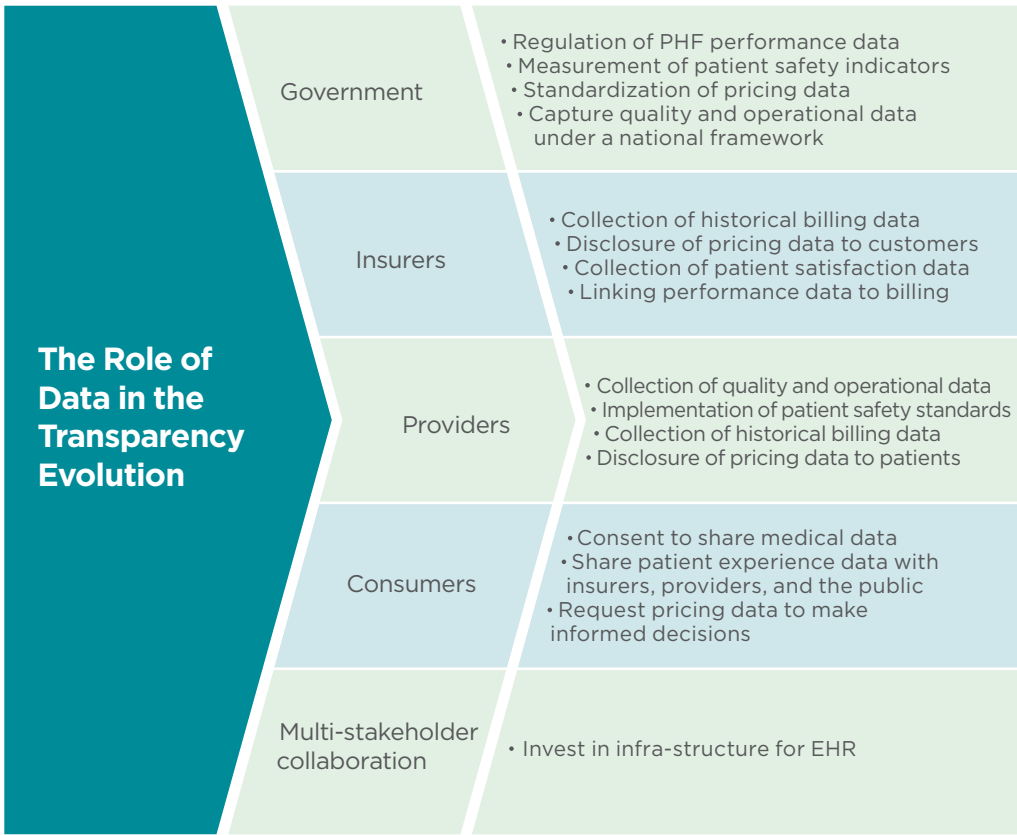 The Role of
Data in the
Transparency
Evolution
Government
• Regulation of PHF performance data
• Measurement of patient safety indicators
• Standardization of pricing data
• Capture quality and operational data
under a national framework
Insurers
• Collection of historical billing data
• Disclosure of pricing data to customers
• Collection of patient satisfaction data
• Linking performance data to billing
Providers
• Collection of quality and operational data
• Implementation of patient safety standards
• Collection of historical billing data
• Disclosure of pricing data to patients
Consumers
• Consent to share medical data
• Share patient experience data with
insurers, providers, and the public
• Request pricing data to make
informed decisions
Multi-stakeholder
collaboration
• Invest in infra-structure for EHR